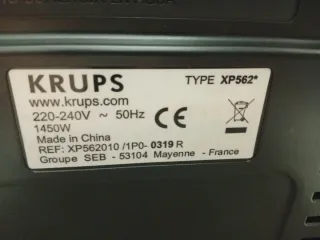 KRUPS TYPE XP562*
www.krups.com
220-240V ~ 50Hz
1450W
Made in China
REF: XP562010 /1P0- 0319 R
Groupe SEB - 53104 Mayenne - France
CE